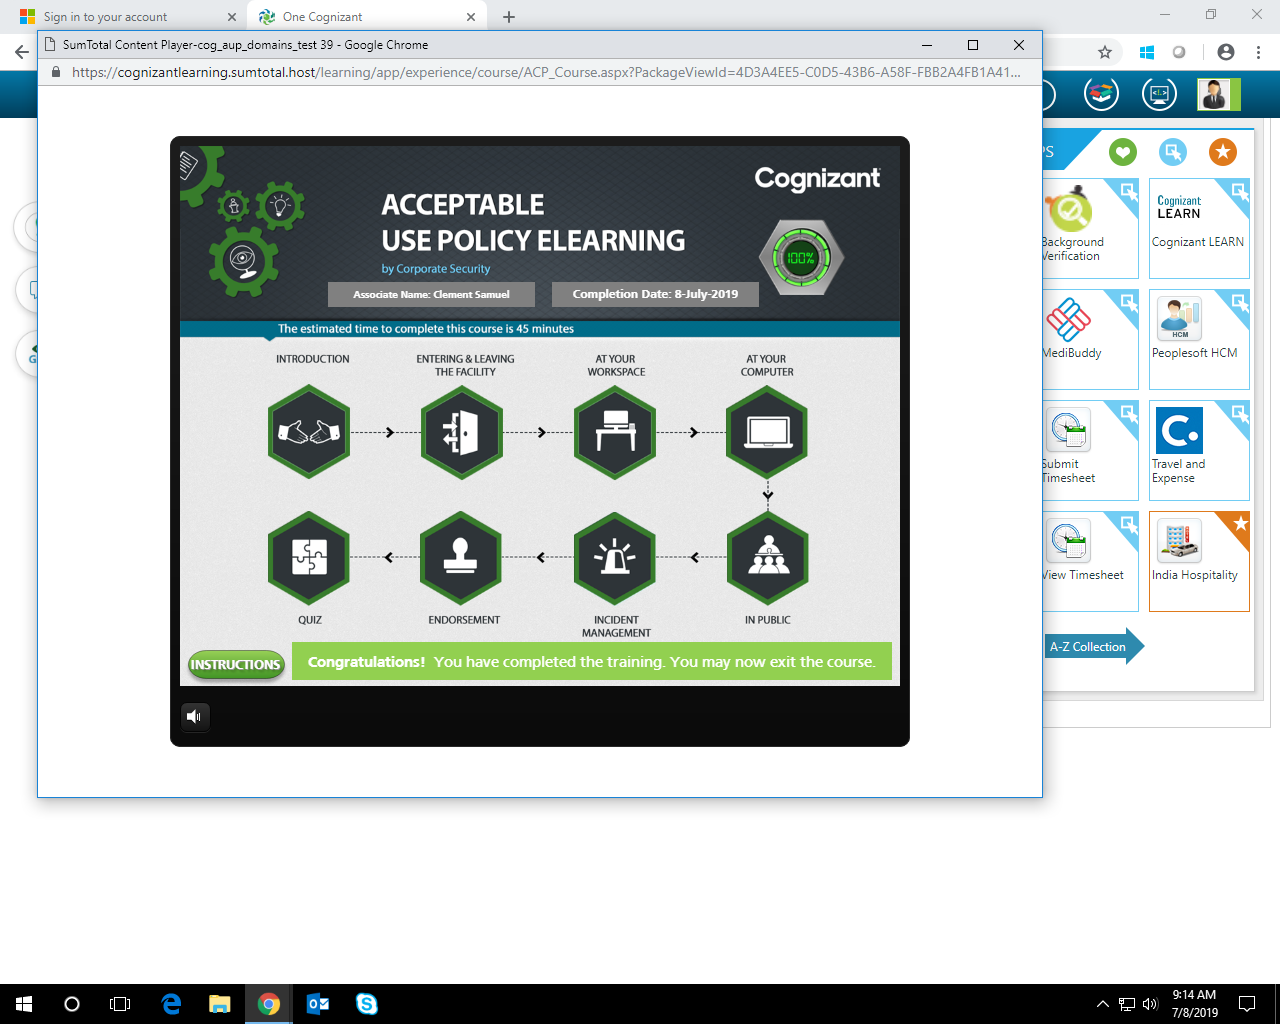 Sign in to your account
One Cognizant
SumTotal Content Player-cog_aup_domains_test 39 - Google Chrome
https://cognizantlearning.sumtotal.host/learning/app/experience/course/ACP_Course.aspx?PackageViewId=4D3A4EE5-C0D5-43B6-A58F-FBB2A4FB1A41...
Cognizant
ACCEPTABLE
USE POLICY ELEARNING
by Corporate Security
100%
Associate Name: Clement Samuel
Completion Date: 8-July-2019
The estimated time to complete this course is 45 minutes
INTRODUCTION
ENTERING & LEAVING
THE FACILITY
AT YOUR
WORKSPACE
AT YOUR
COMPUTER
QUIZ
ENDORSEMENT
INCIDENT
MANAGEMENT
IN PUBLIC
INSTRUCTIONS
Congratulations! You have completed the training. You may now exit the course.
Background
Verification
Cognizant
LEARN
Cognizant LEARN
MediBuddy
HCM
Peoplesoft HCM
Submit
Timesheet
C.
Travel and
Expense
View Timesheet
India Hospitality
A-Z Collection
9:14 AM
7/8/2019